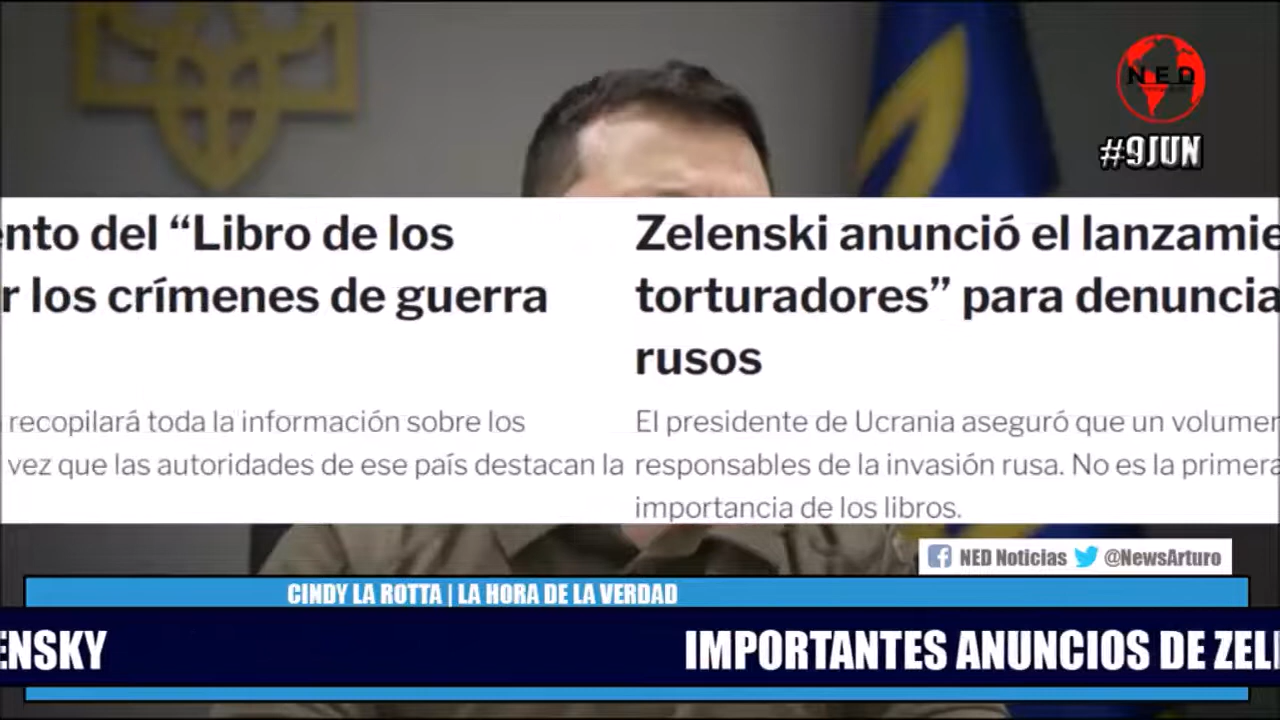 NED
#9JUN
nto del “Libro de los
r los crímenes de guerra
recopilará toda la información sobre los
vez que las autoridades de ese país destacan la
Zelenski anunció el lanzamie
torturadores” para denuncia
rusos
El presidente de Ucrania aseguró que un volumen
responsables de la invasión rusa. No es la primera
importancia de los libros.
NED Noticias @NewsArturo
CINDY LA ROTTA | LA HORA DE LA VERDAD
ENSKY
IMPORTANTES ANUNCIOS DE ZEL